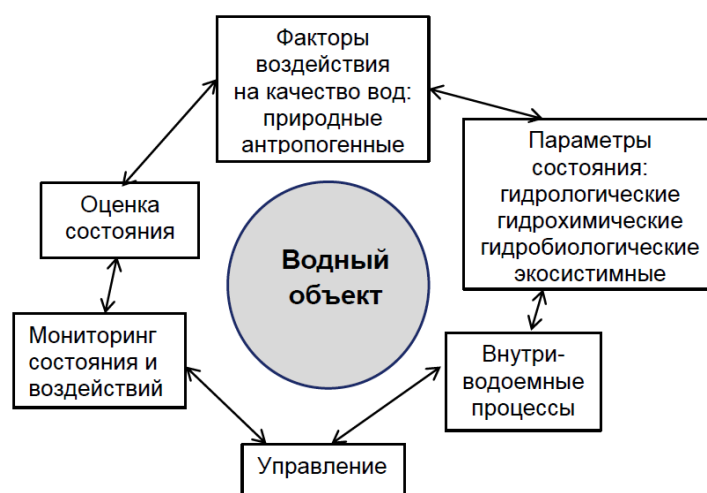 Факторы
воздействия
на качество вод:
природные
антропогенные
Параметры
состояния:
гидрологические
гидрохимические
гидробиологические
экосистимные
Оценка
состояния
Водный
объект
Мониторинг
состояния и
воздействий
Внутри-
водоемные
процессы
Управление